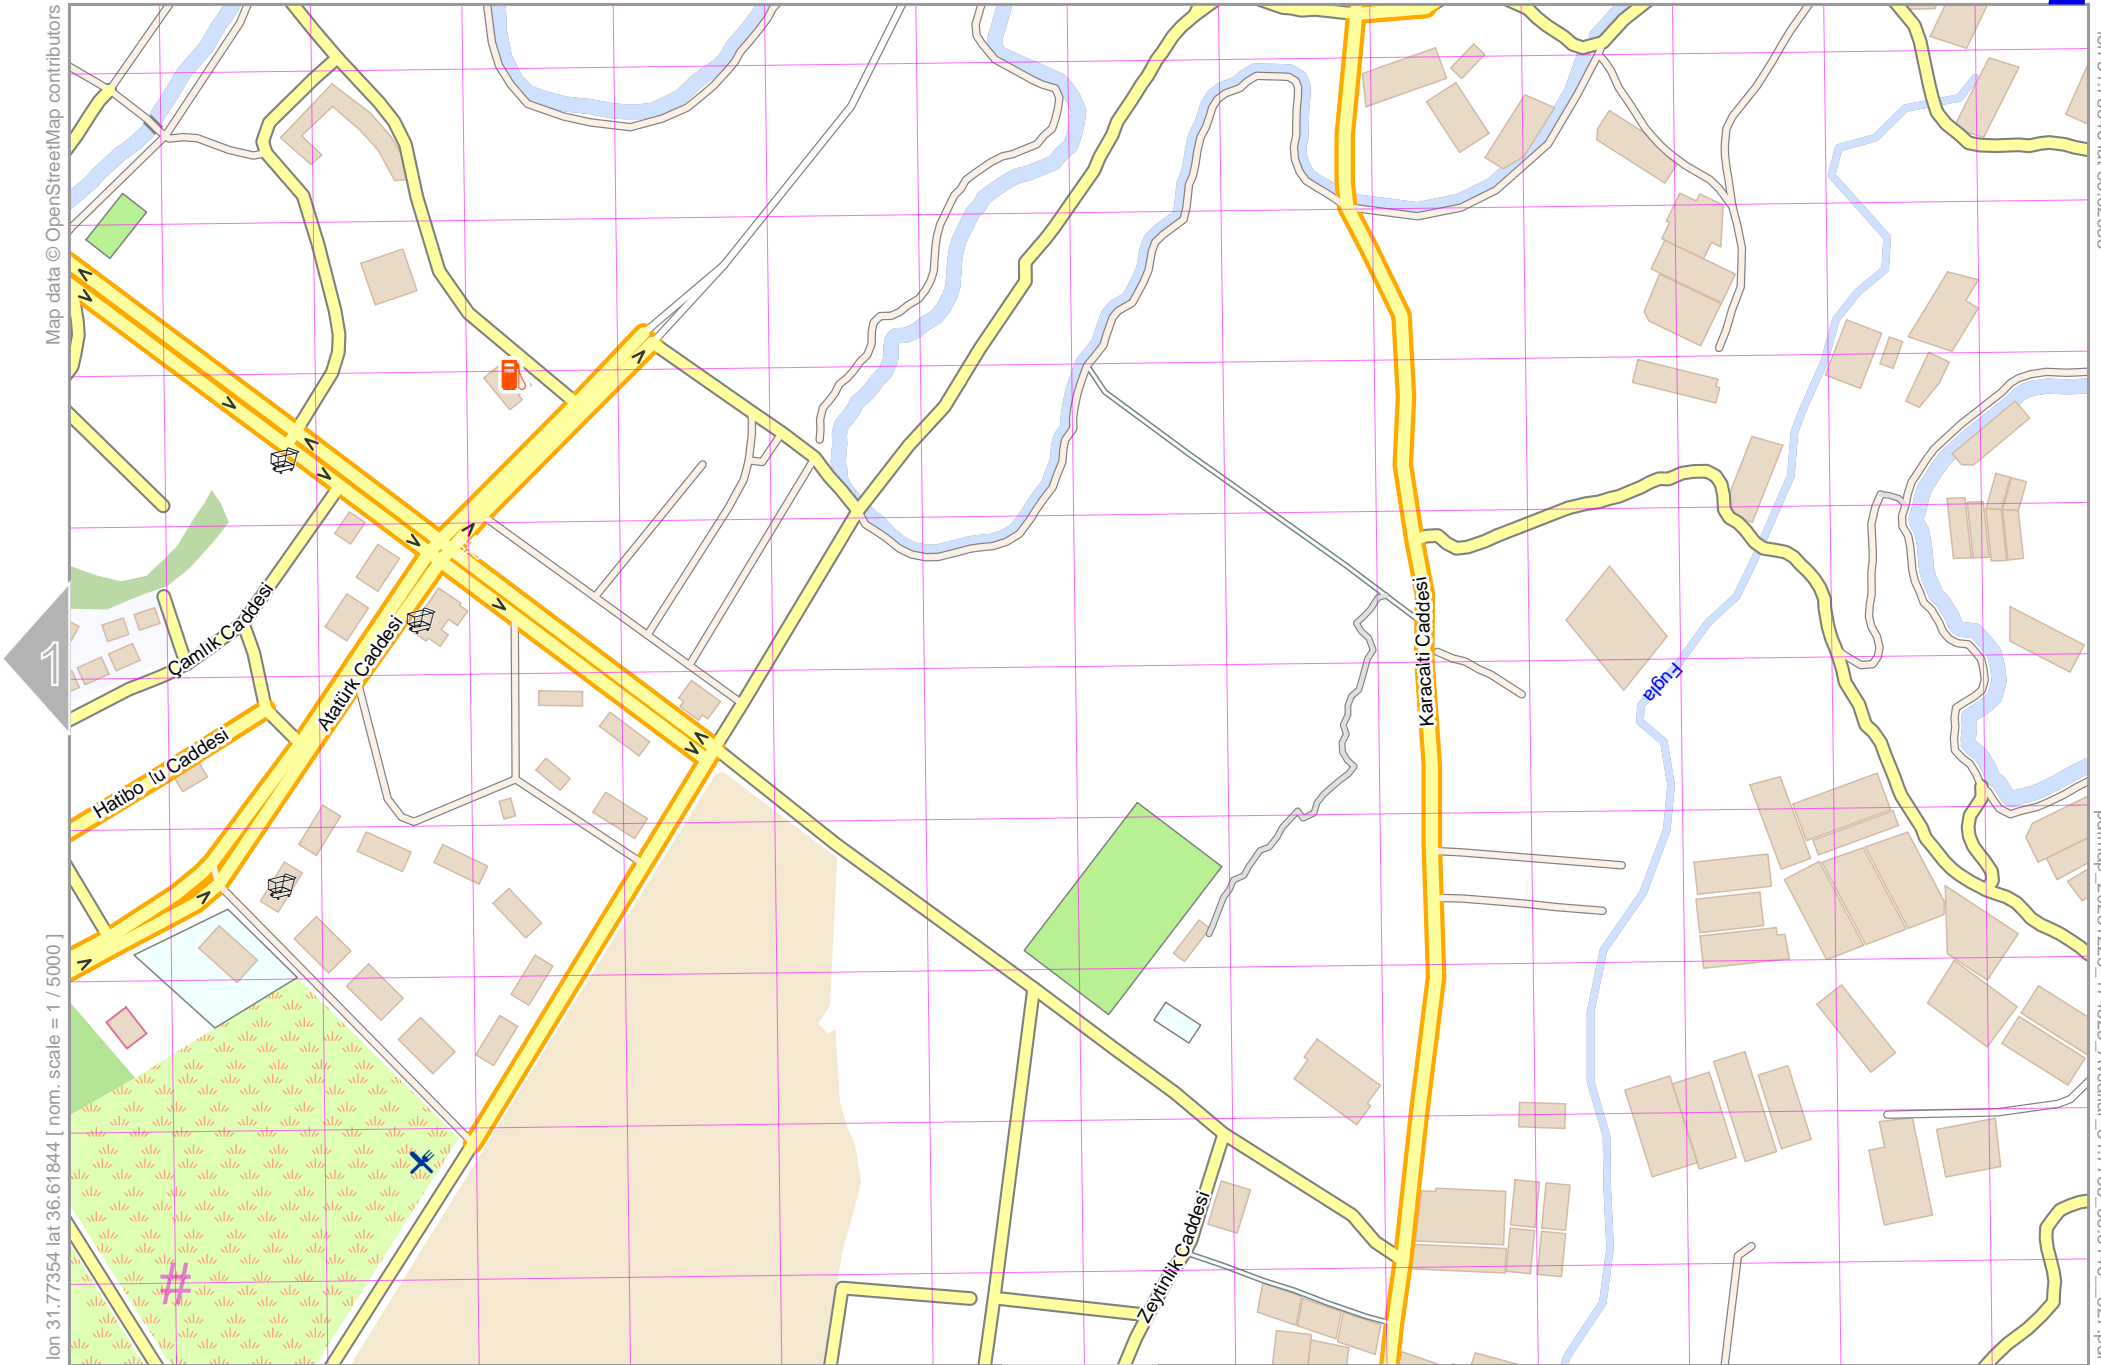 Map data © OpenStreetMap contributors
lon 31.77354 lat 36.61844 [ nom. scale = 1 / 5000 ]
1
Çamlık Caddesi
Atatürk Caddesi
Hatibo lu Caddesi
Karacalti Caddesi
Fugla
Zeytinlik Caddesi
#